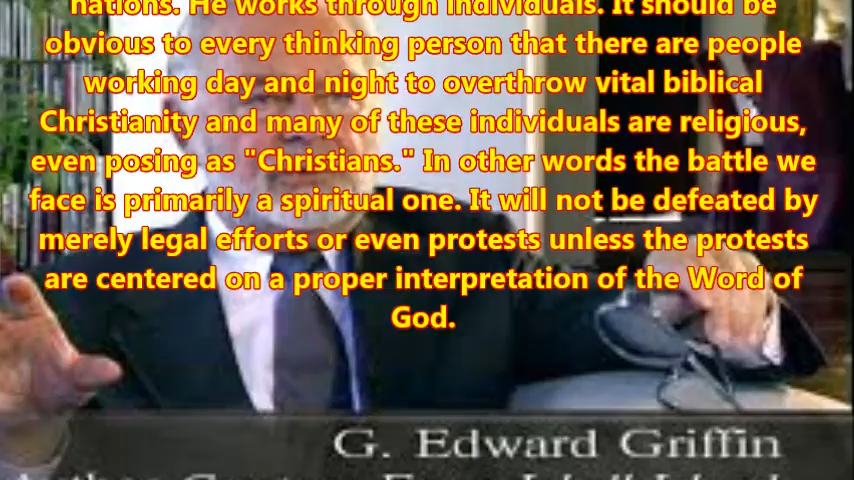 nations. He works through individuals. It should be
obvious to every thinking person that there are people
working day and night to overthrow vital biblical
Christianity and many of these individuals are religious,
even posing as "Christians." In other words the battle we
face is primarily a spiritual one. It will not be defeated by
merely legal efforts or even protests unless the protests
are centered on a proper interpretation of the Word of
God.
G. Edward Griffin